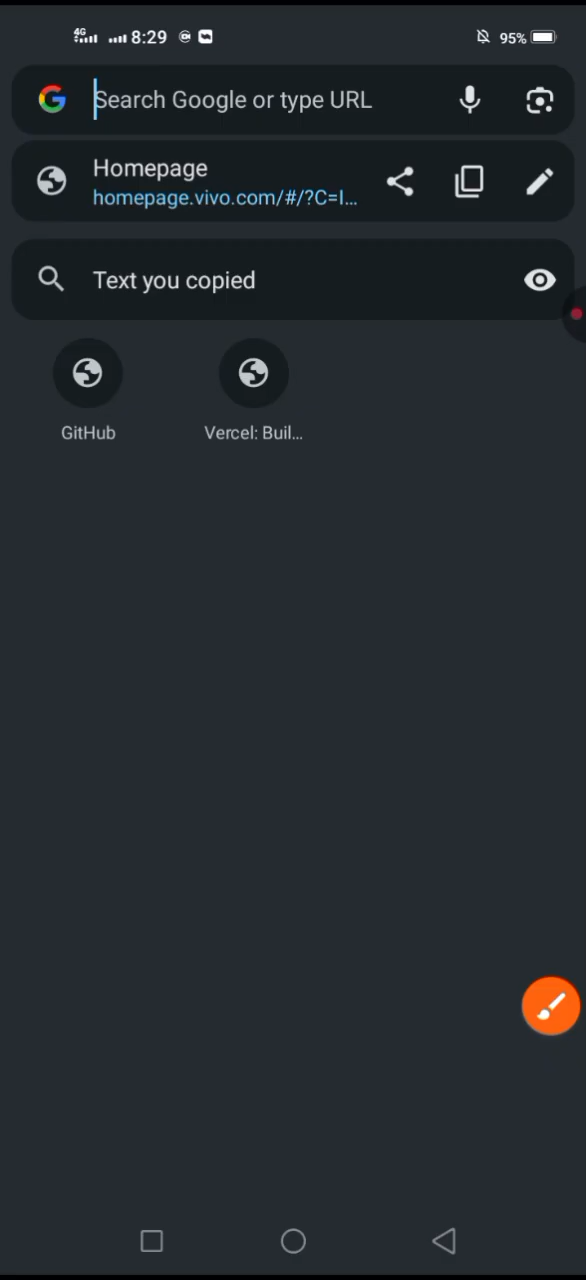 4G 8:29 95%
Search Google or type URL
Homepage
homepage.vivo.com/#/?C=I...
Text you copied
GitHub
Vercel: Buil...